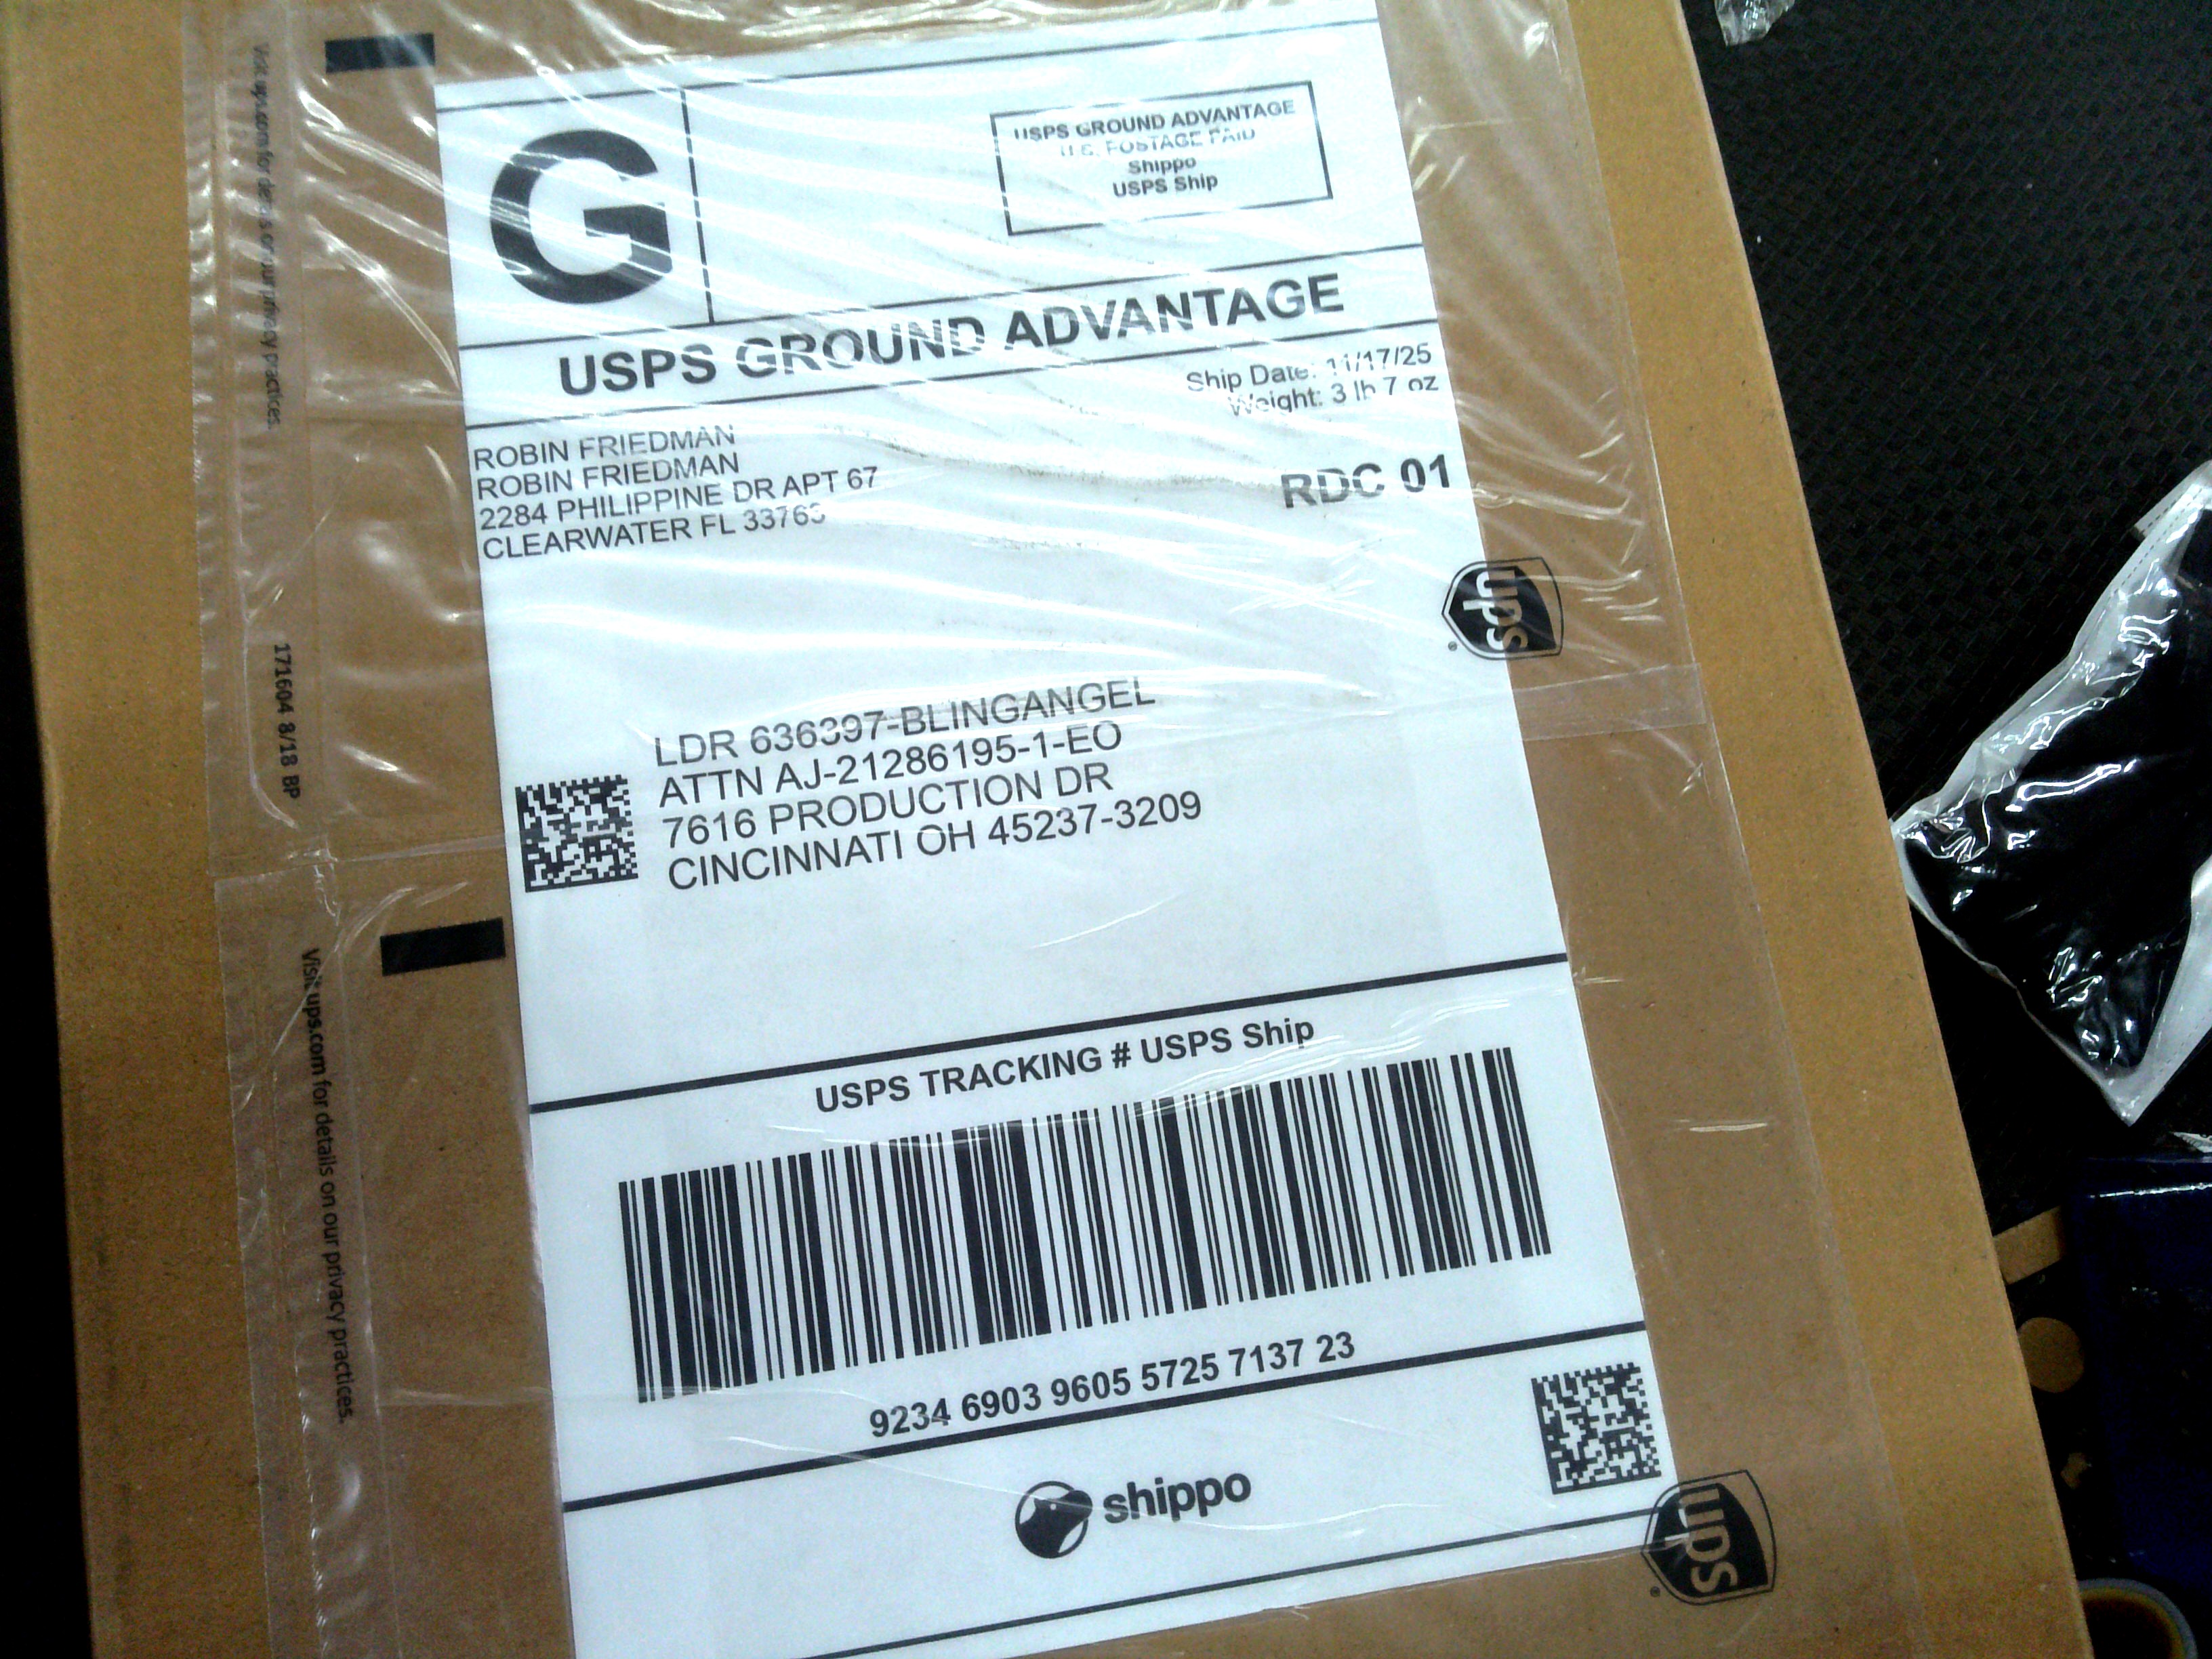 G
USPS GROUND ADVANTAGE
U.S. POSTAGE PAID
Shippo
USPS Ship
USPS GROUND ADVANTAGE
Ship Date: 11/17/25
Weight: 3 lb 7 oz
ROBIN FRIEDMAN
ROBIN FRIEDMAN
2284 PHILIPPINE DR APT 67
CLEARWATER FL 33763
RDC 01
LDR 636397-BLINGANGEL
ATTN AJ-21286195-1-EO
7616 PRODUCTION DR
CINCINNATI OH 45237-3209
USPS TRACKING # USPS Ship
9234 6903 9605 5725 7137 23
shippo
Visit ups.com for details on our privacy practices.
171604 8/18 BP
Visit ups.com for details on our privacy practices.
ups
ups